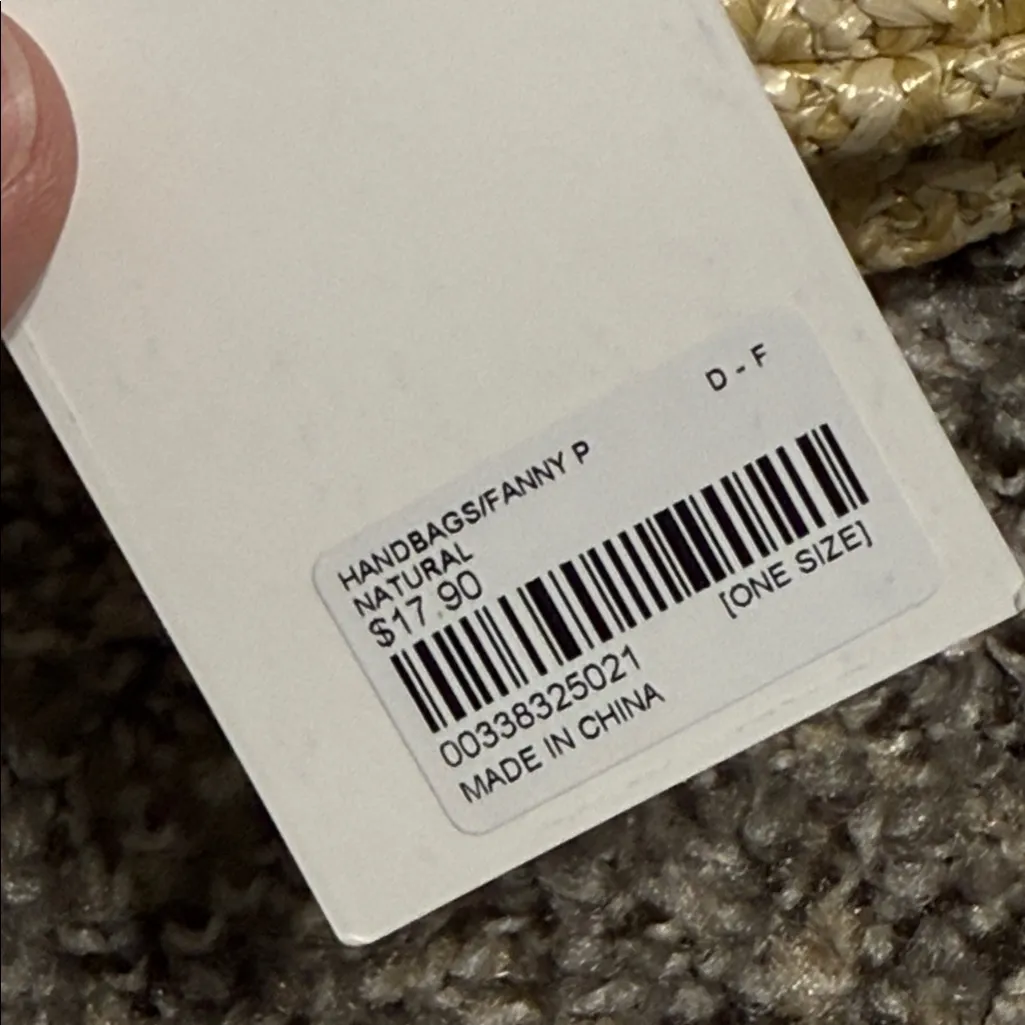 D - F
HANDBAGS/FANNY P
NATURAL
$17.90
[ONE SIZE]
00338325021
MADE IN CHINA